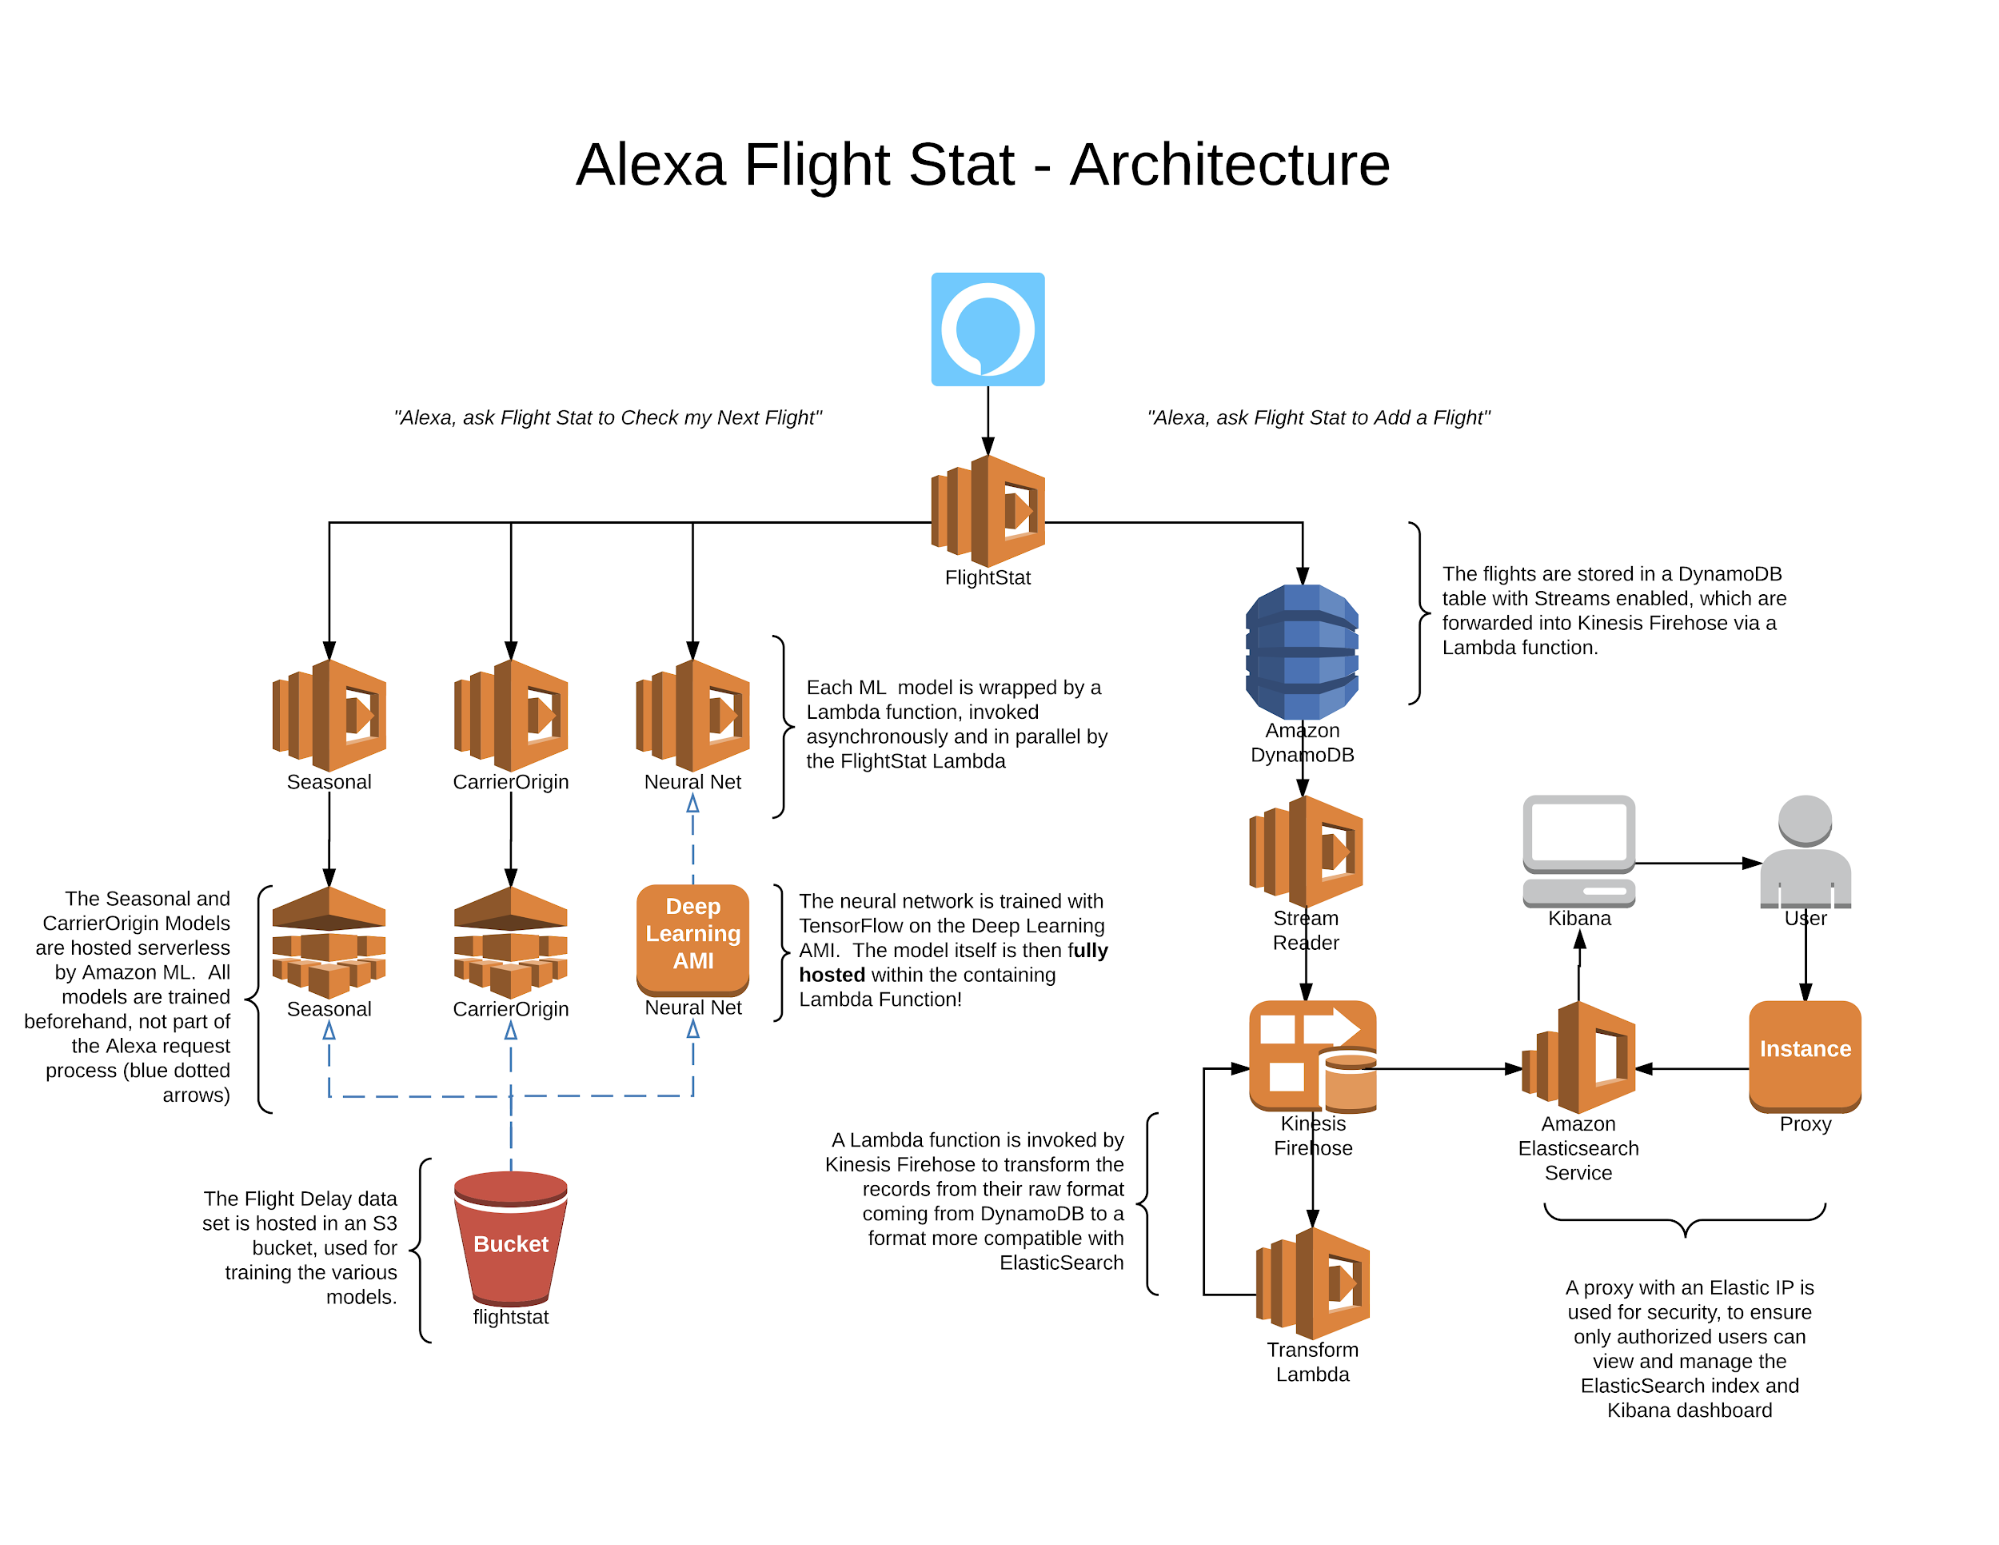 Alexa Flight Stat - Architecture
"Alexa, ask Flight Stat to Check my Next Flight"
"Alexa, ask Flight Stat to Add a Flight"
FlightStat
The flights are stored in a DynamoDB
table with Streams enabled, which are
forwarded into Kinesis Firehose via a
Lambda function.
Each ML  model is wrapped by a
Lambda function, invoked
asynchronously and in parallel by
the FlightStat Lambda
Amazon
DynamoDB
Seasonal
CarrierOrigin
Neural Net
The Seasonal and
CarrierOrigin Models
are hosted serverless
by Amazon ML.  All
models are trained
beforehand, not part of
the Alexa request
process (blue dotted
arrows)
Deep
Learning
AMI
The neural network is trained with
TensorFlow on the Deep Learning
AMI.  The model itself is then fully
hosted within the containing
Lambda Function!
Seasonal
CarrierOrigin
Neural Net
Stream
Reader
Kibana
User
Instance
Kinesis
Firehose
Amazon
Elasticsearch
Service
Proxy
A Lambda function is invoked by
Kinesis Firehose to transform the
records from their raw format
coming from DynamoDB to a
format more compatible with
ElasticSearch
The Flight Delay data
set is hosted in an S3
bucket, used for
training the various
models.
Bucket
flightstat
Transform
Lambda
A proxy with an Elastic IP is
used for security, to ensure
only authorized users can
view and manage the
ElasticSearch index and
Kibana dashboard